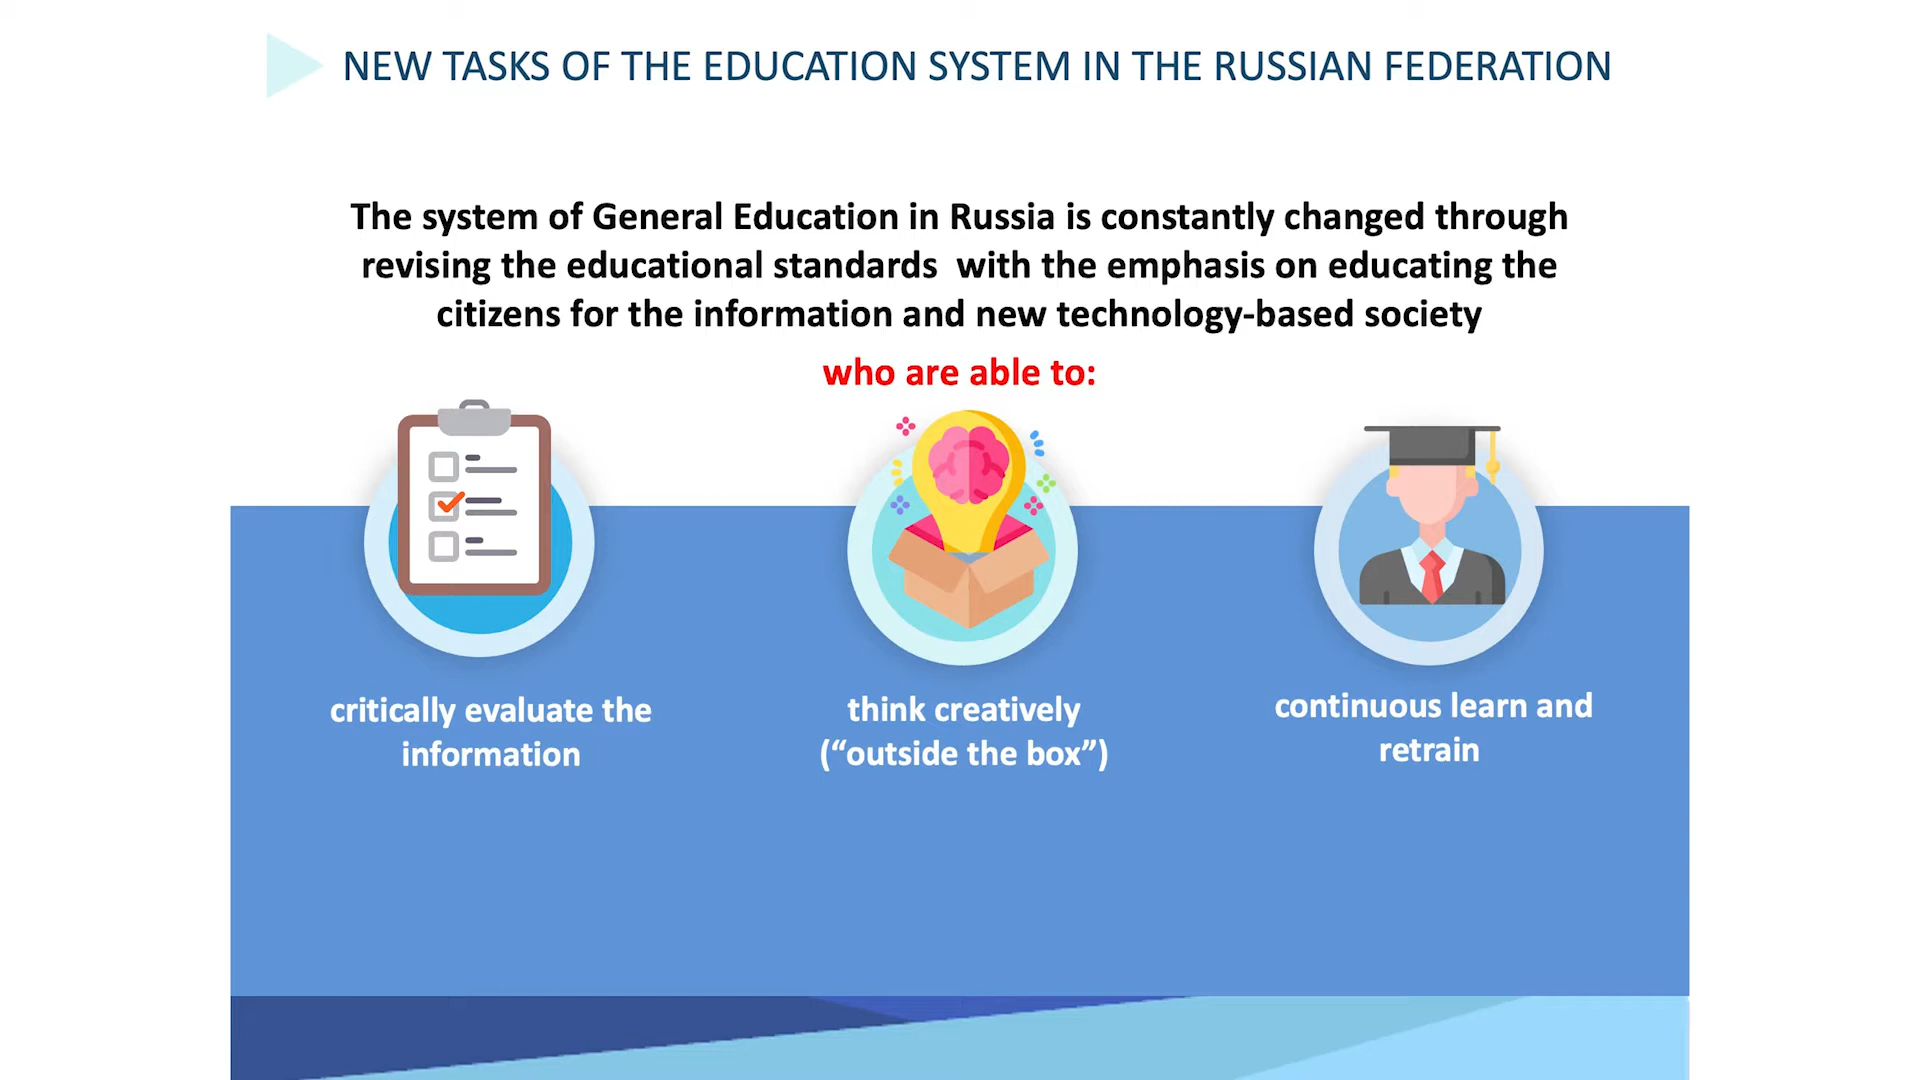 NEW TASKS OF THE EDUCATION SYSTEM IN THE RUSSIAN FEDERATION
The system of General Education in Russia is constantly changed through
revising the educational standards  with the emphasis on educating the
citizens for the information and new technology-based society
who are able to:
critically evaluate the
information
think creatively
(“outside the box”)
continuous learn and
retrain